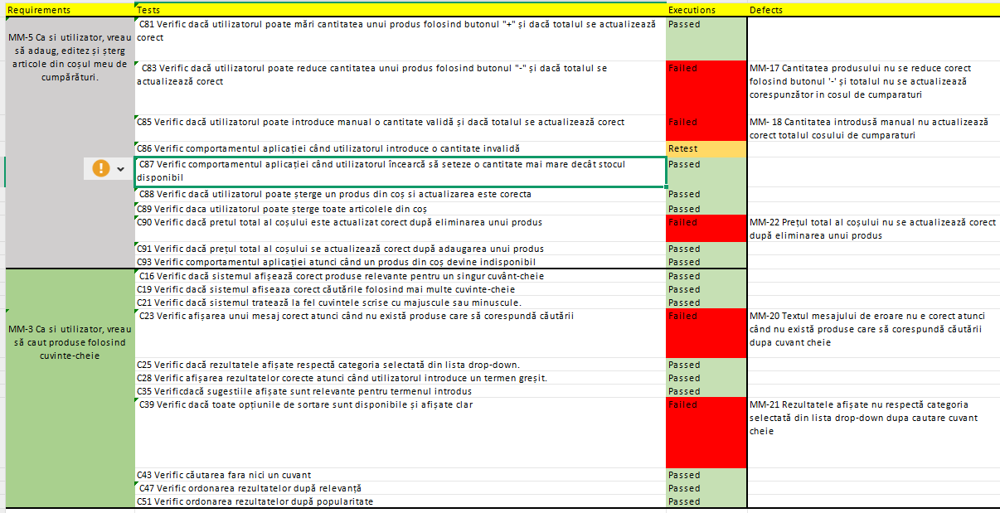 Requirements Tests Executions Defects
MM-5 Ca si utilizator, vreau
să adaug, editez și șterg
articole din coșul meu de
cumpărături.
C81 Verific dacă utilizatorul poate mări cantitatea unui produs folosind butonul "+" și dacă totalul se actualizează
corect
Passed
C83 Verific dacă utilizatorul poate reduce cantitatea unui produs folosind butonul "-" și dacă totalul se
actualizează corect
Failed
MM-17 Cantitatea produsului nu se reduce corect
folosind butonul '-' și totalul nu se actualizează
corespunzător in cosul de cumparaturi
C85 Verific dacă utilizatorul poate introduce manual o cantitate validă și dacă totalul se actualizează corect
Failed
MM- 18 Cantitatea introdusă manual nu actualizează
corect totalul cosului de cumparaturi
C86 Verific comportamentul aplicației când utilizatorul introduce o cantitate invalidă
Retest
C87 Verific comportamentul aplicației când utilizatorul încearcă să seteze o cantitate mai mare decât stocul
disponibil
Passed
C88 Verific dacă utilizatorul poate șterge un produs din coș si actualizarea este corecta
Passed
C89 Verific daca utilizatorul poate șterge toate articolele din coș
Passed
C90 Verific dacă pretul total al coșului este actualizat corect după eliminarea unui produs
Failed
MM-22 Prețul total al coșului nu se actualizează corect
după eliminarea unui produs
C91 Verific dacă prețul total al coșului se actualizează corect după adaugarea unui produs
Passed
C93 Verific comportamentul aplicației atunci când un produs din coș devine indisponibil
Passed
MM-3 Ca si utilizator, vreau
să caut produse folosind
cuvinte-cheie
C16 Verific dacă sistemul afișează corect produse relevante pentru un singur cuvânt-cheie
Passed
C19 Verific dacă sistemul afiseaza corect căutările folosind mai multe cuvinte-cheie
Passed
C21 Verific dacă sistemul tratează la fel cuvintele scrise cu majuscule sau minuscule.
Passed
C23 Verific afișarea unui mesaj corect atunci când nu există produse care să corespundă căutării
Failed
MM-20 Textul mesajului de eroare nu e corect atunci
când nu există produse care să corespundă căutării
dupa cuvant cheie
C25 Verific dacă rezultatele afișate respectă categoria selectată din lista drop-down.
Passed
C28 Verific afișarea rezultatelor corecte atunci când utilizatorul introduce un termen greșit.
Passed
C35 Verificdacă sugestiile afișate sunt relevante pentru termenul introdus
Passed
C39 Verific dacă toate opțiunile de sortare sunt disponibile și afișate clar
Failed
MM-21 Rezultatele afișate nu respectă categoria
selectată din lista drop-down dupa cautare cuvant
cheie
C43 Verific căutarea fara nici un cuvant
Passed
C47 Verific ordonarea rezultatelor după relevanță
Passed
C51 Verific ordonarea rezultatelor după popularitate
Passed